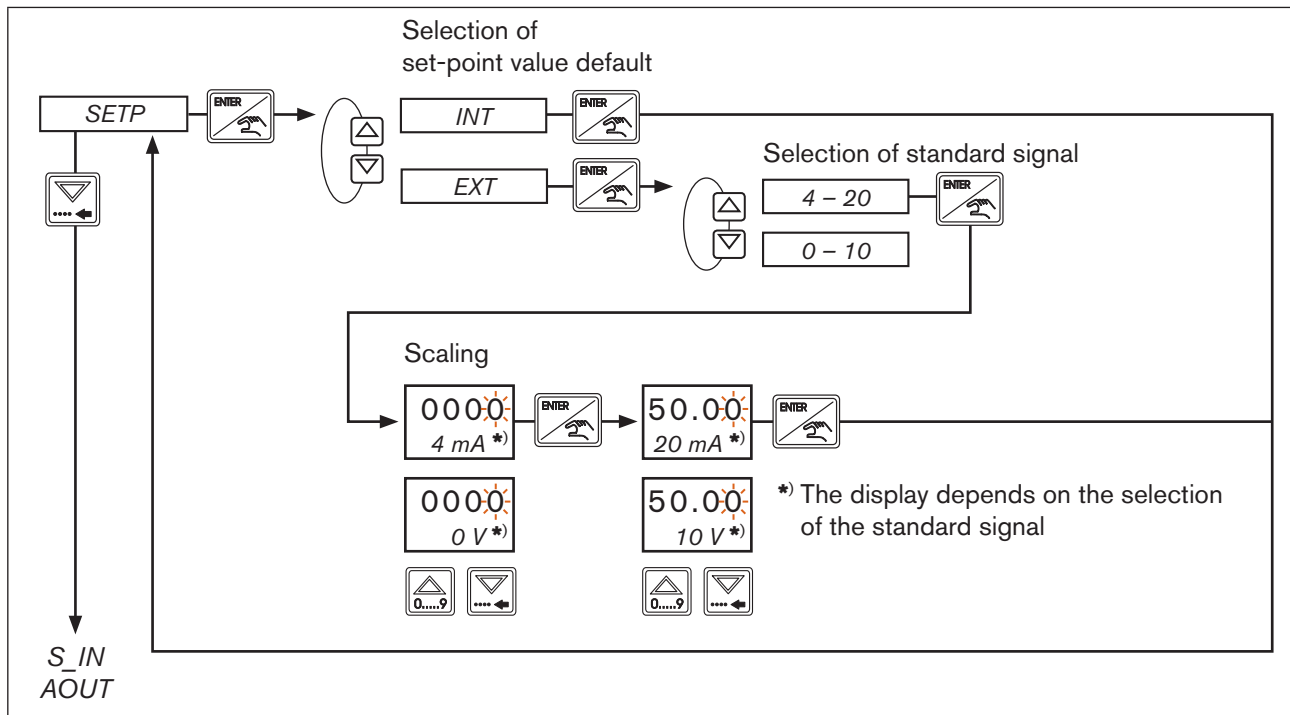 Selection of
set-point value default
SETP
ENTER
INT
ENTER
EXT
ENTER
Selection of standard signal
4 – 20
ENTER
0 – 10
Scaling
0000
4 mA *)
ENTER
50.00
20 mA *)
ENTER
0000
0 V *)
50.00
10 V *)
*) The display depends on the selection
of the standard signal
0.....9
0.....9
S_IN
AOUT